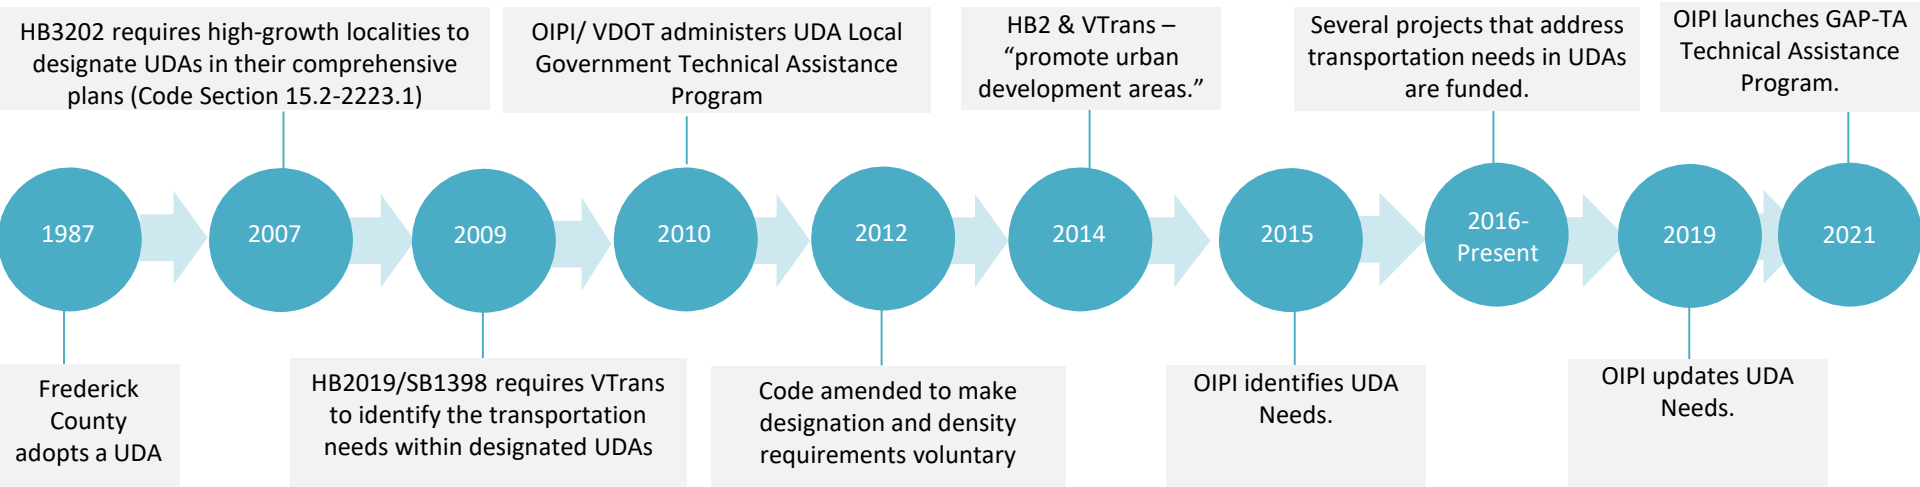 HB3202 requires high-growth localities to
designate UDAs in their comprehensive
plans (Code Section 15.2-2223.1)
OIPI/ VDOT administers UDA Local
Government Technical Assistance
Program
HB2 & VTrans –
“promote urban
development areas.”
Several projects that address
transportation needs in UDAs
are funded.
OIPI launches GAP-TA
Technical Assistance
Program.
1987
2007
2009
2010
2012
2014
2015
2016-
Present
2019
2021
Frederick
County
adopts a UDA
HB2019/SB1398 requires VTrans
to identify the transportation
needs within designated UDAs
Code amended to make
designation and density
requirements voluntary
OIPI identifies UDA
Needs.
OIPI updates UDA
Needs.